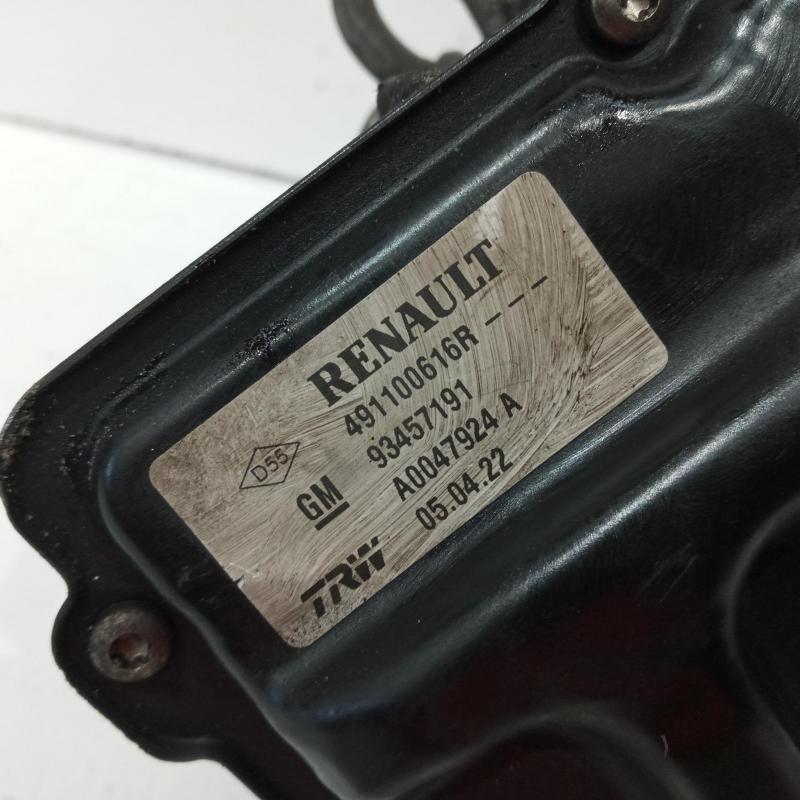 RENAULT
491100616R - - -
D55
93457191
GM
A0047924 A
05.04.22
TRW